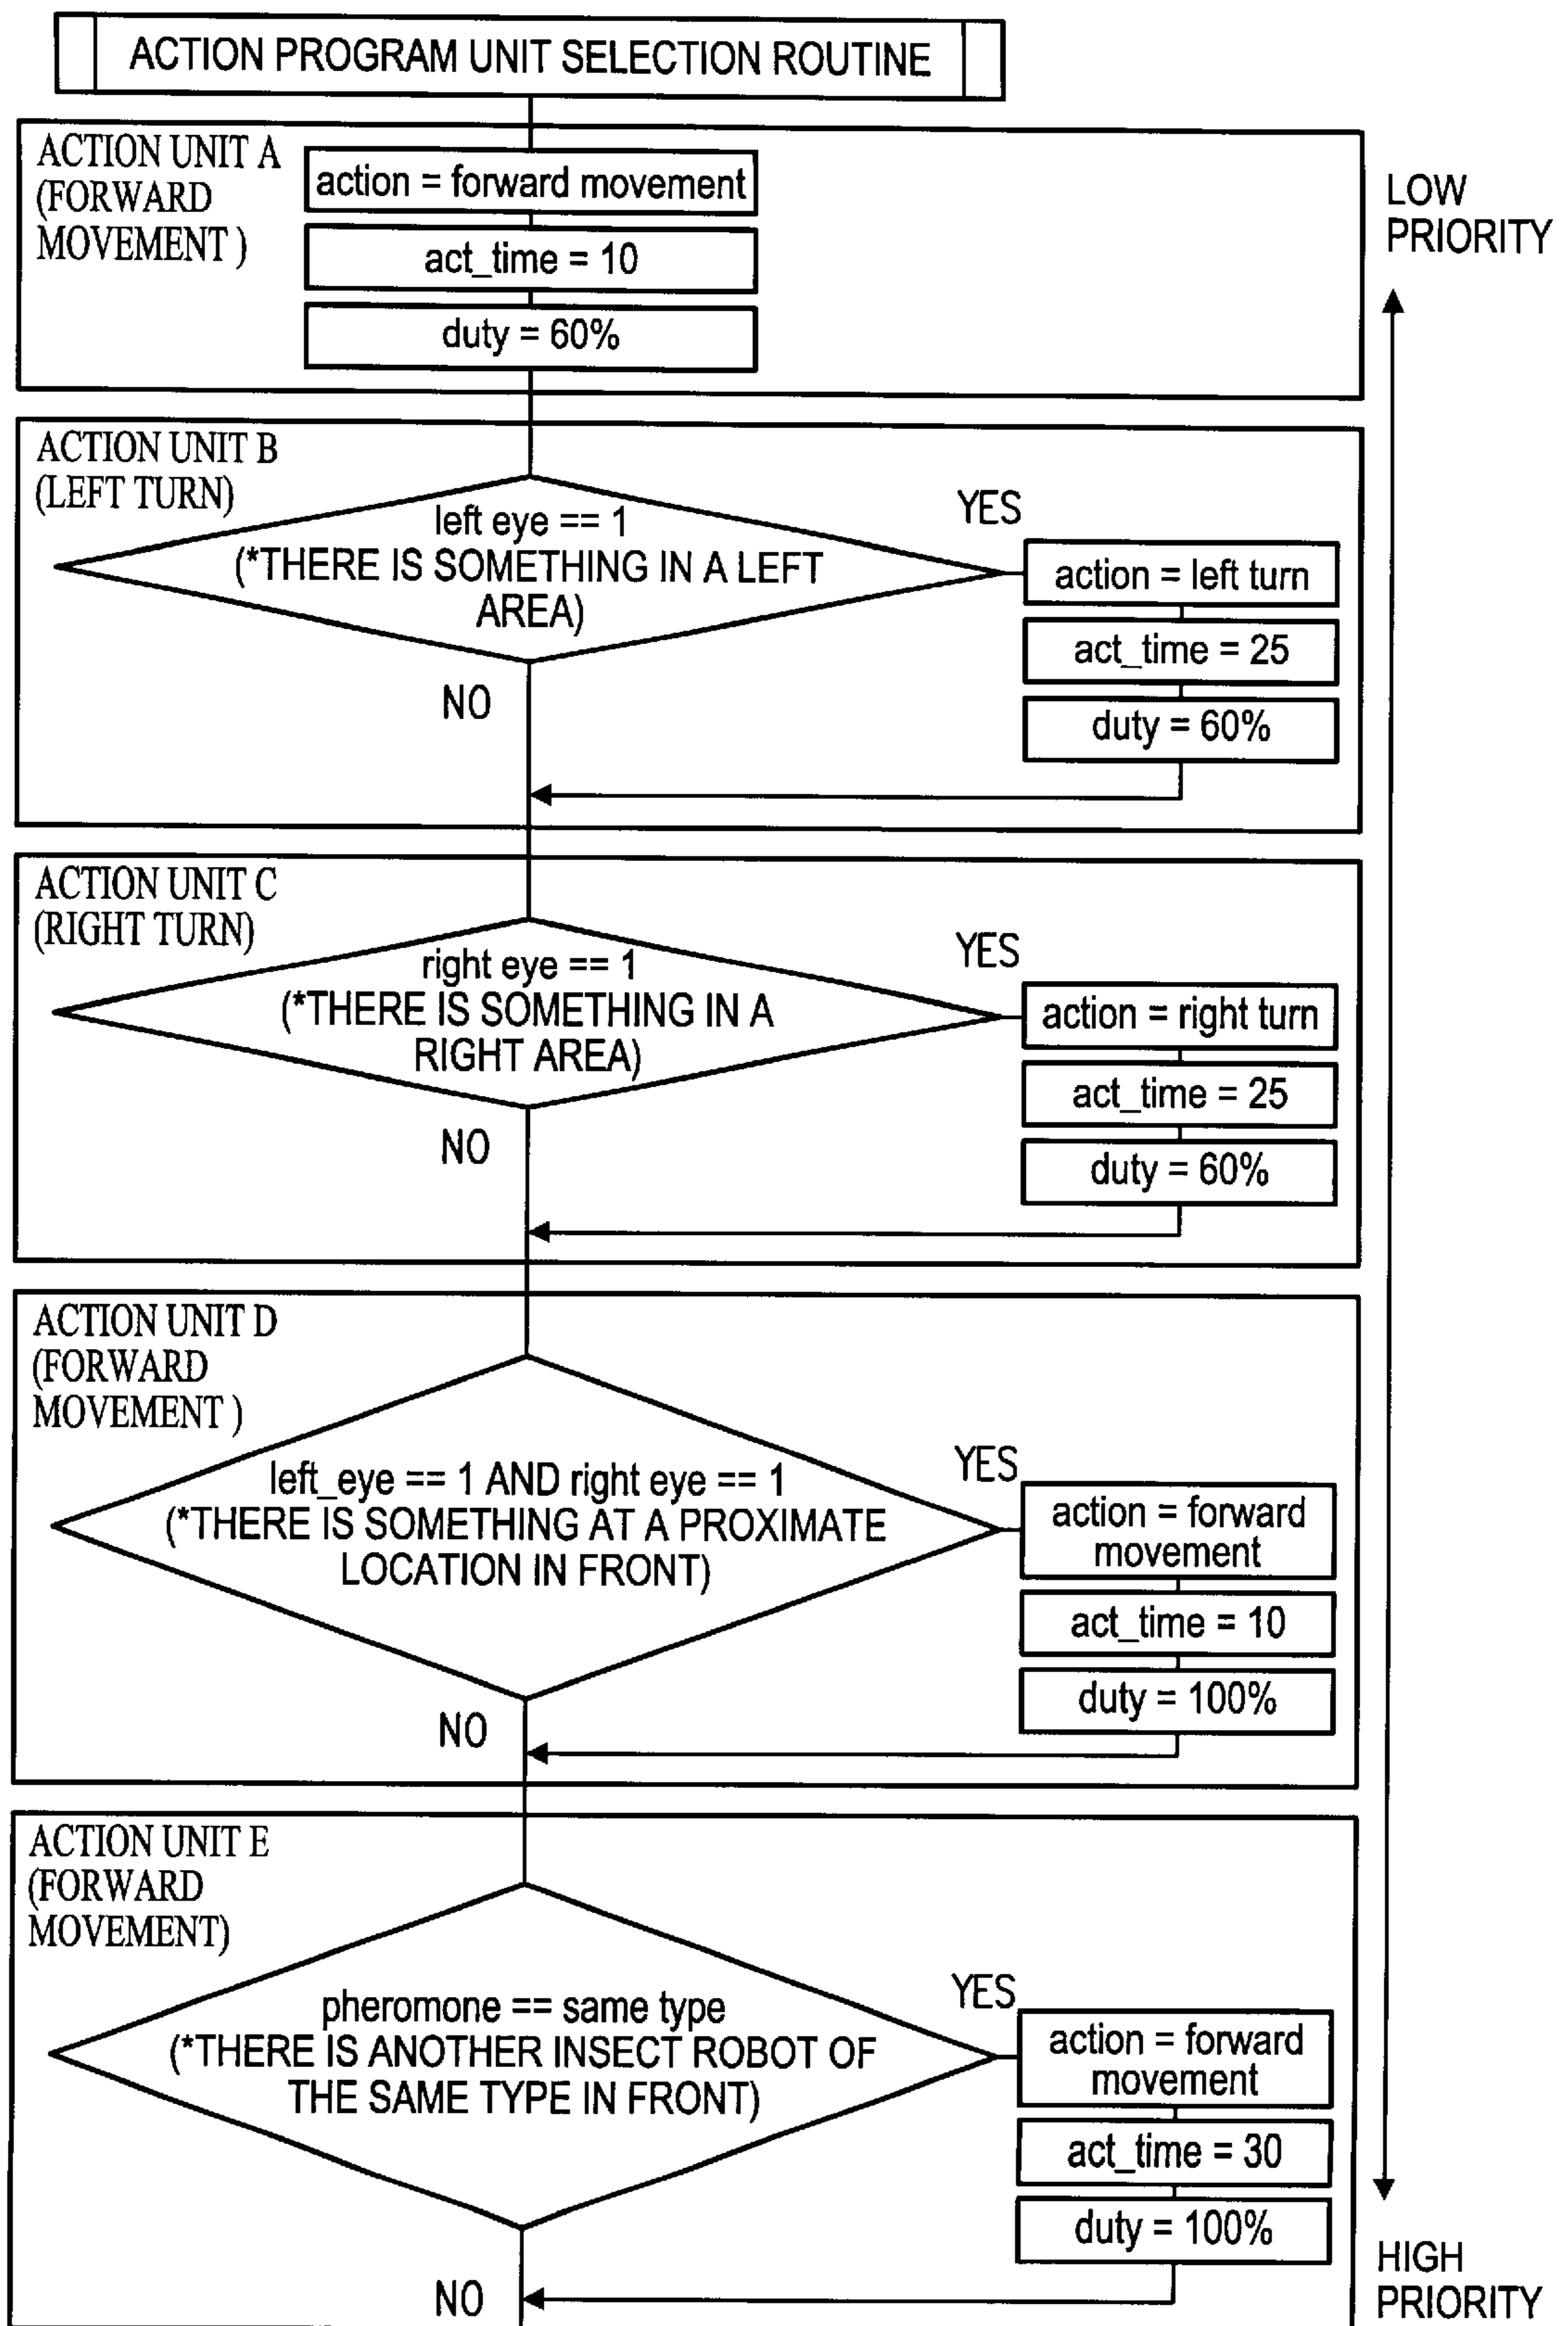 ACTION PROGRAM UNIT SELECTION ROUTINE
ACTION UNIT A
(FORWARD
MOVEMENT )
action = forward movement
act_time = 10
duty = 60%
LOW
PRIORITY
ACTION UNIT B
(LEFT TURN)
left eye == 1
(*THERE IS SOMETHING IN A LEFT
AREA)
YES
action = left turn
act_time = 25
duty = 60%
NO
ACTION UNIT C
(RIGHT TURN)
right eye == 1
(*THERE IS SOMETHING IN A
RIGHT AREA)
YES
action = right turn
act_time = 25
duty = 60%
NO
ACTION UNIT D
(FORWARD
MOVEMENT )
left_eye == 1 AND right eye == 1
(*THERE IS SOMETHING AT A PROXIMATE
LOCATION IN FRONT)
YES
action = forward
movement
act_time = 10
duty = 100%
NO
ACTION UNIT E
(FORWARD
MOVEMENT)
pheromone == same type
(*THERE IS ANOTHER INSECT ROBOT OF
THE SAME TYPE IN FRONT)
YES
action = forward
movement
act_time = 30
duty = 100%
NO
HIGH
PRIORITY